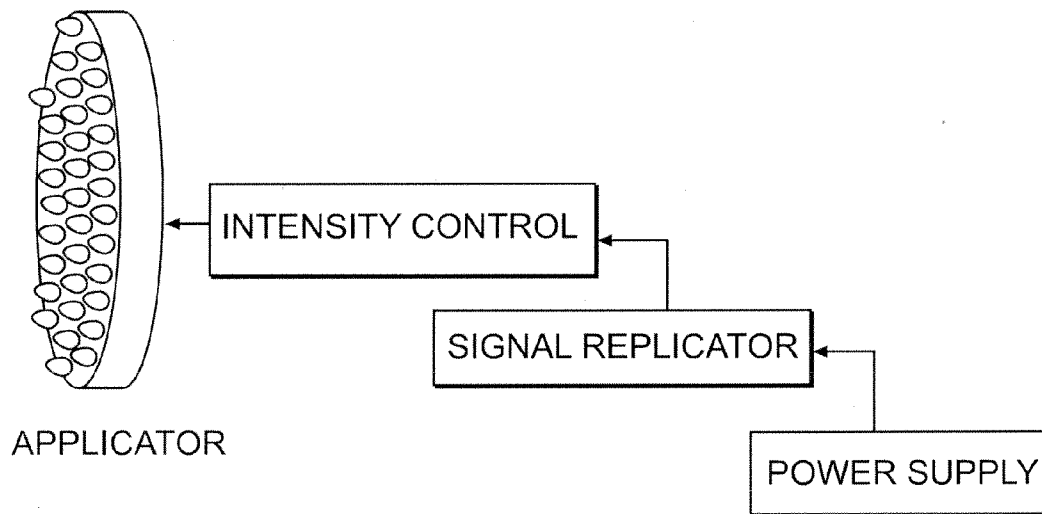 INTENSITY CONTROL
SIGNAL REPLICATOR
APPLICATOR
POWER SUPPLY